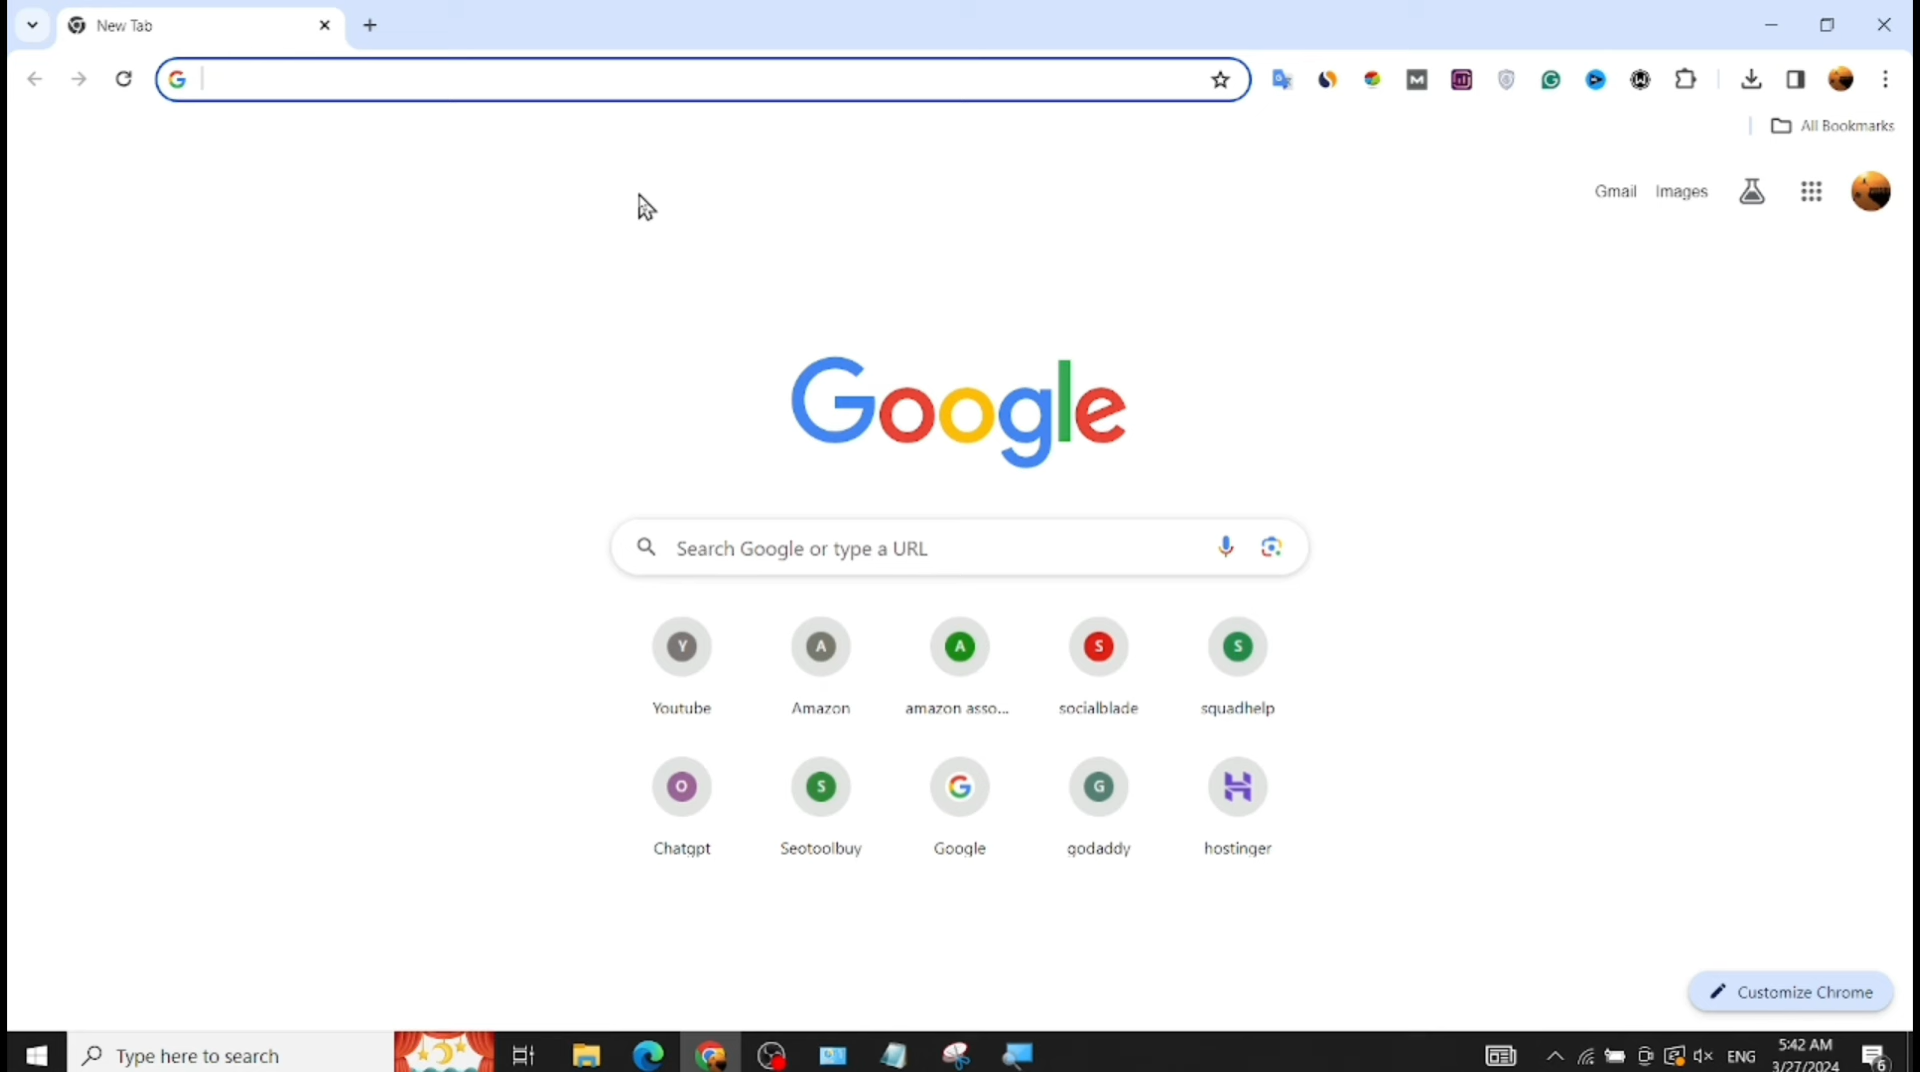 New Tab
All Bookmarks
Gmail Images
Google
Search Google or type a URL
Y A A S S
Youtube Amazon amazon asso... socialblade squadhelp
O S G G
Chatgpt Seotoolbuy Google godaddy hostinger
Customize Chrome
Type here to search
ENG
5:42 AM
3/27/2024
6